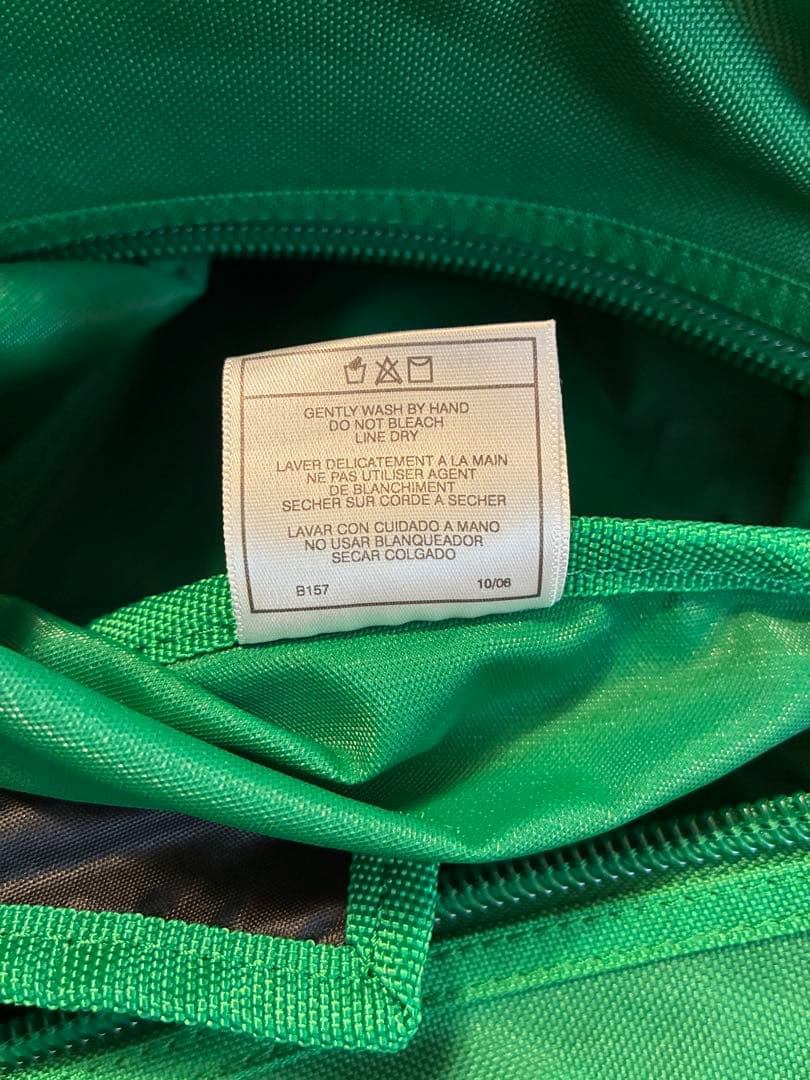 GENTLY WASH BY HAND
DO NOT BLEACH
LINE DRY
LAVER DELICATEMENT A LA MAIN
NE PAS UTILISER AGENT
DE BLANCHIMENT
SECHER SUR CORDE A SECHER
LAVAR CON CUIDADO A MANO
NO USAR BLANQUEADOR
SECAR COLGADO
B157 10/06